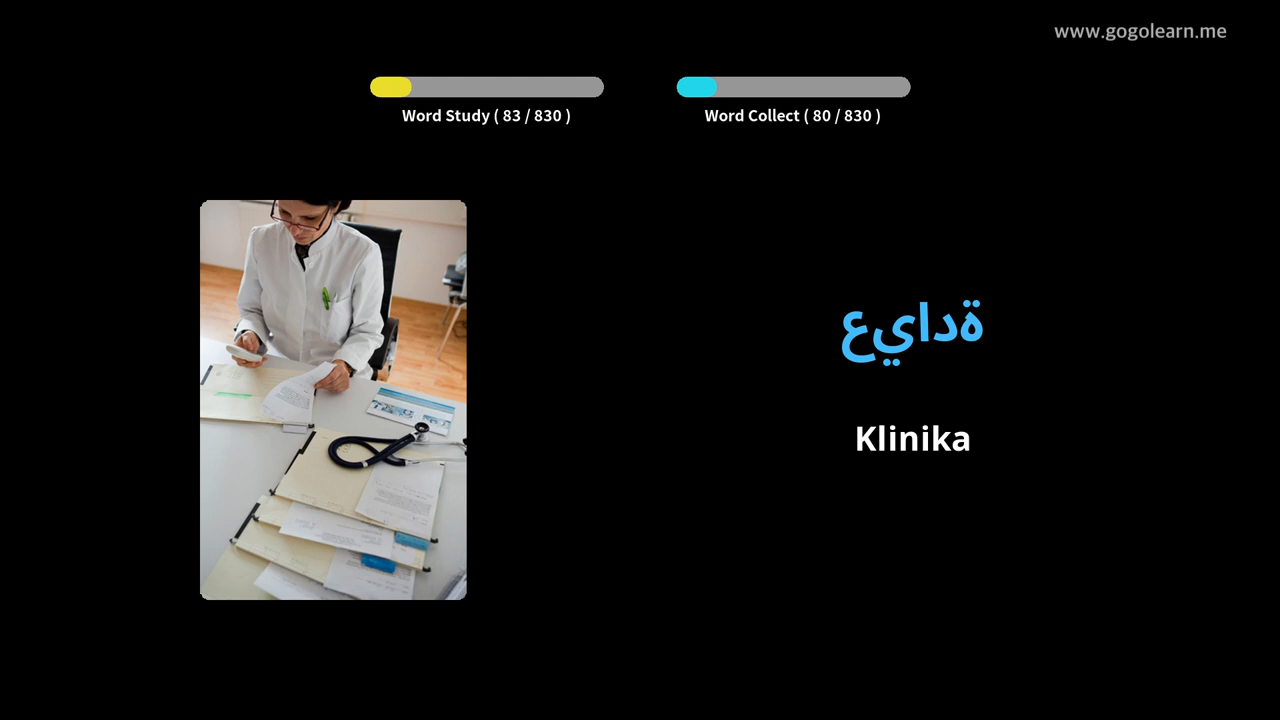 www.gogolearn.me
Word Study ( 83 / 830 )
Word Collect ( 80 / 830 )
عيادة
Klinika